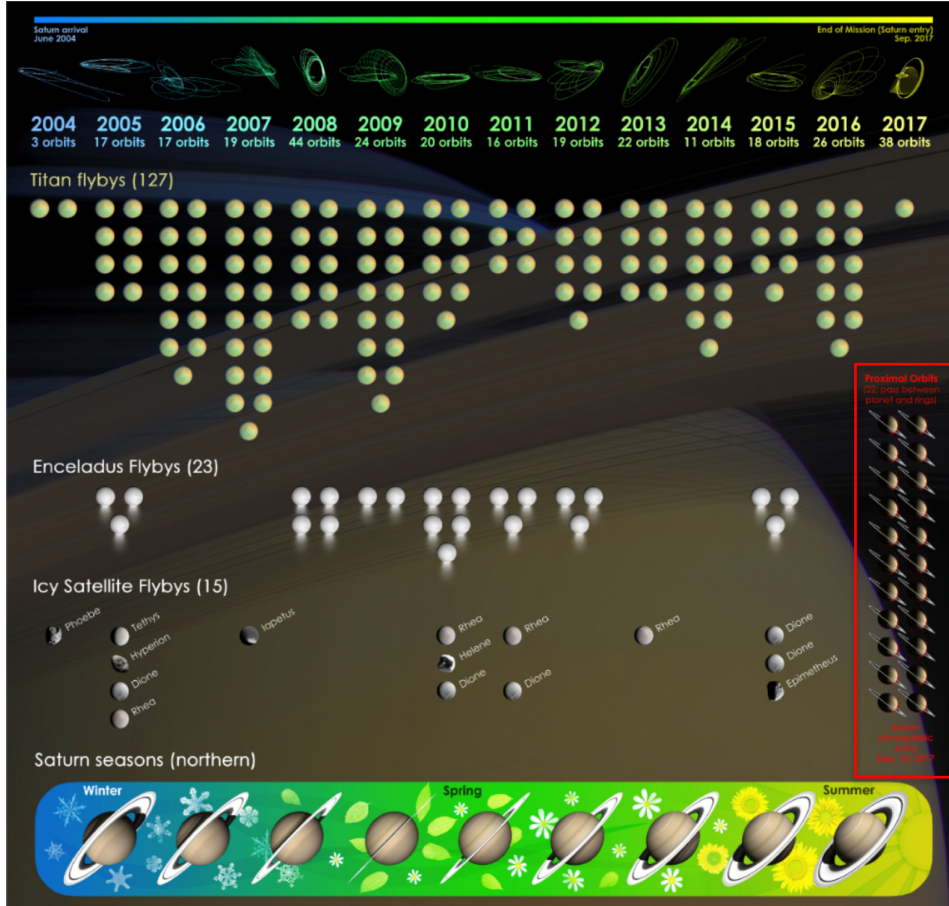 Saturn arrival
June 2004
End of Mission (Saturn entry)
Sep. 2017
2004 2005 2006 2007 2008 2009 2010 2011 2012 2013 2014 2015 2016 2017
3 orbits 17 orbits 17 orbits 19 orbits 44 orbits 24 orbits 20 orbits 16 orbits 19 orbits 22 orbits 11 orbits 18 orbits 26 orbits 38 orbits
Titan flybys (127)
Proximal Orbits
(22: pass between
planet and rings)
Enceladus Flybys (23)
Icy Satellite Flybys (15)
Phoebe Tethys Iapetus Rhea Rhea Rhea Dione
Hyperion Helene Dione
Dione Dione Dione Epimetheus
Rhea
Saturn
atmospheric
entry
Saturn seasons (northern)
Winter Spring Summer